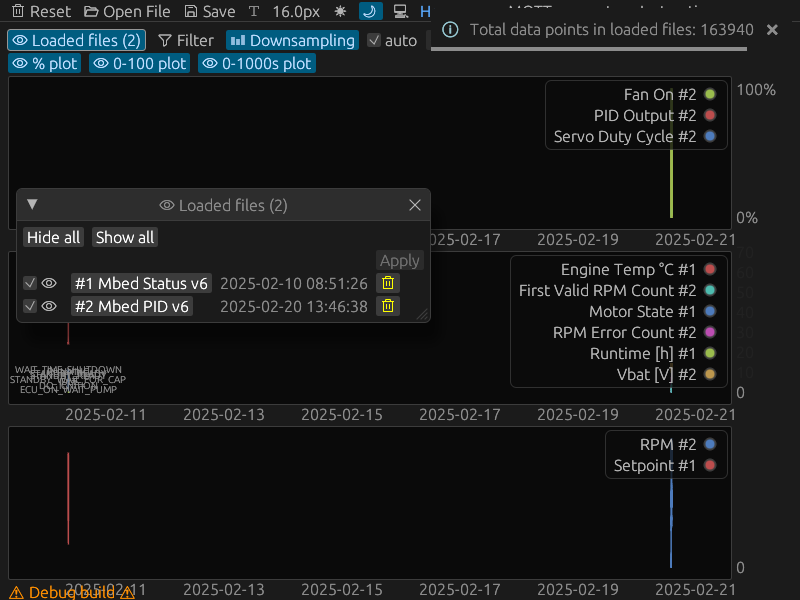 Reset Open File Save T 16.0px H
Total data points in loaded files: 163940
Loaded files (2) Filter Downsampling auto
% plot 0-100 plot 0-1000s plot
Fan On #2
PID Output #2
Servo Duty Cycle #2
100%
0%
Loaded files (2)
Hide all Show all
Apply
#1 Mbed Status v6 2025-02-10 08:51:26
#2 Mbed PID v6 2025-02-20 13:46:38
025-02-17 2025-02-19 2025-02-21
Engine Temp °C #1
First Valid RPM Count #2
Motor State #1
RPM Error Count #2
Runtime [h] #1
Vbat [V] #2
0
WAIT_TIME_SHUTDOWN
STANDBY_READY
STANDBY_WAIT_FOR_CAP
DO_IGNITION
ECU_ON_WAIT_PUMP
2025-02-11 2025-02-13 2025-02-15 2025-02-17 2025-02-19 2025-02-21
RPM #2
Setpoint #1
0
2025-02-11 2025-02-13 2025-02-15 2025-02-17 2025-02-19 2025-02-21
Debug build